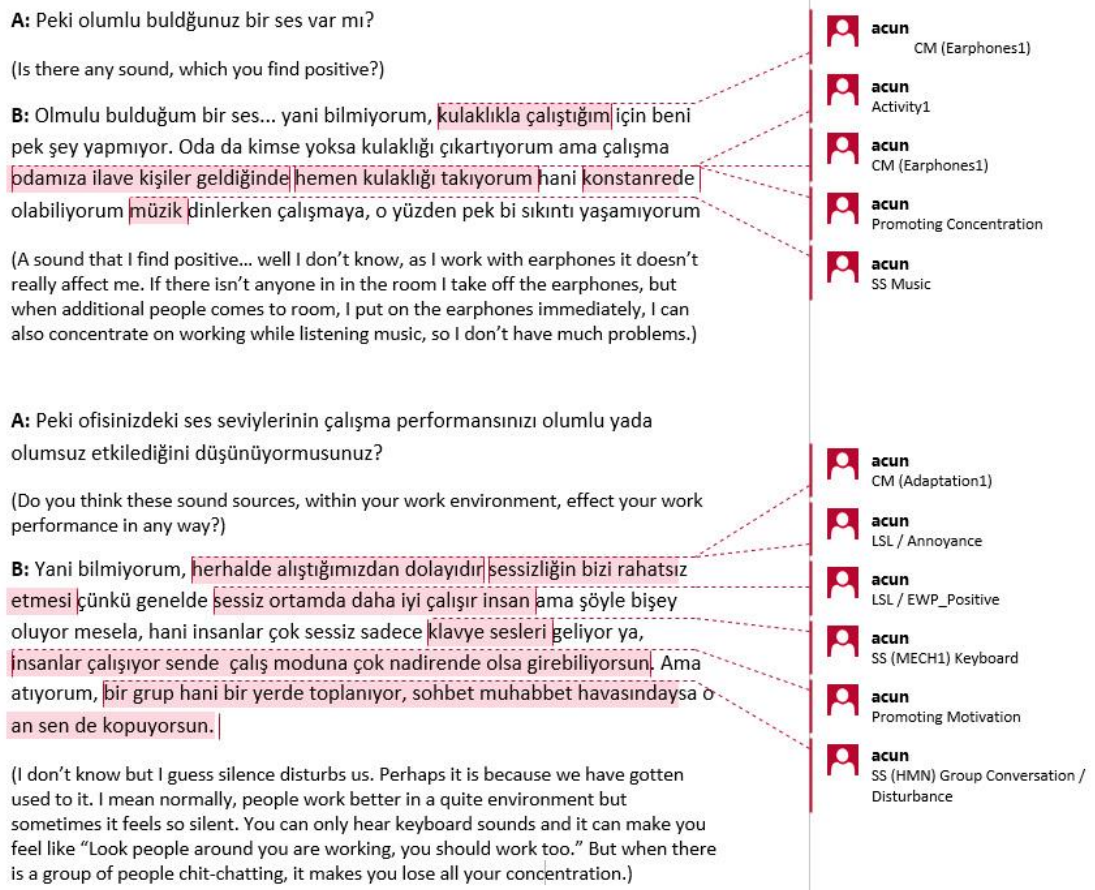 A: Peki olumlu buldğunuz bir ses var mı?
(Is there any sound, which you find positive?)
B: Olmulu bulduğum bir ses... yani bilmiyorum, kulaklıkla çalıştığım için beni
pek şey yapmıyor. Oda da kimse yoksa kulaklığı çıkartıyorum ama çalışma
odamıza ilave kişiler geldiğinde hemen kulaklığı takıyorum hani konstanrede
olabiliyorum müzik dinlerken çalışmaya, o yüzden pek bi sıkıntı yaşamıyorum
(A sound that I find positive... well I don't know, as I work with earphones it doesn't
really affect me. If there isn't anyone in in the room I take off the earphones, but
when additional people comes to room, I put on the earphones immediately, I can
also concentrate on working while listening music, so I don't have much problems.)
acun
CM (Earphones1)
acun
Activity1
acun
CM (Earphones1)
acun
Promoting Concentration
acun
SS Music
A: Peki ofisinizdeki ses seviylerinin çalışma performansınızı olumlu yada
olumsuz etkilediğini düşünüyormusunuz?
(Do you think these sound sources, within your work environment, effect your work
performance in any way?)
B: Yani bilmiyorum, herhalde alıştığımızdan dolayıdır sessizliğin bizi rahatsız
etmesi çünkü genelde sessiz ortamda daha iyi çalışır insan ama şöyle bişey
oluyor mesela, hani insanlar çok sessiz sadece klavye sesleri geliyor ya,
insanlar çalışıyor sende çalış moduna çok nadirende olsa girebiliyorsun. Ama
atıyorum, bir grup hani bir yerde toplanıyor, sohbet muhabbet havasındaysa o
an sen de kopuyorsun.
(I don't know but I guess silence disturbs us. Perhaps it is because we have gotten
used to it. I mean normally, people work better in a quite environment but
sometimes it feels so silent. You can only hear keyboard sounds and it can make you
feel like "Look people around you are working, you should work too." But when there
is a group of people chit-chatting, it makes you lose all your concentration.)
acun
CM (Adaptation1)
acun
LSL / Annoyance
acun
LSL / EWP_Positive
acun
SS (MECH1) Keyboard
acun
Promoting Motivation
acun
SS (HMN) Group Conversation /
Disturbance